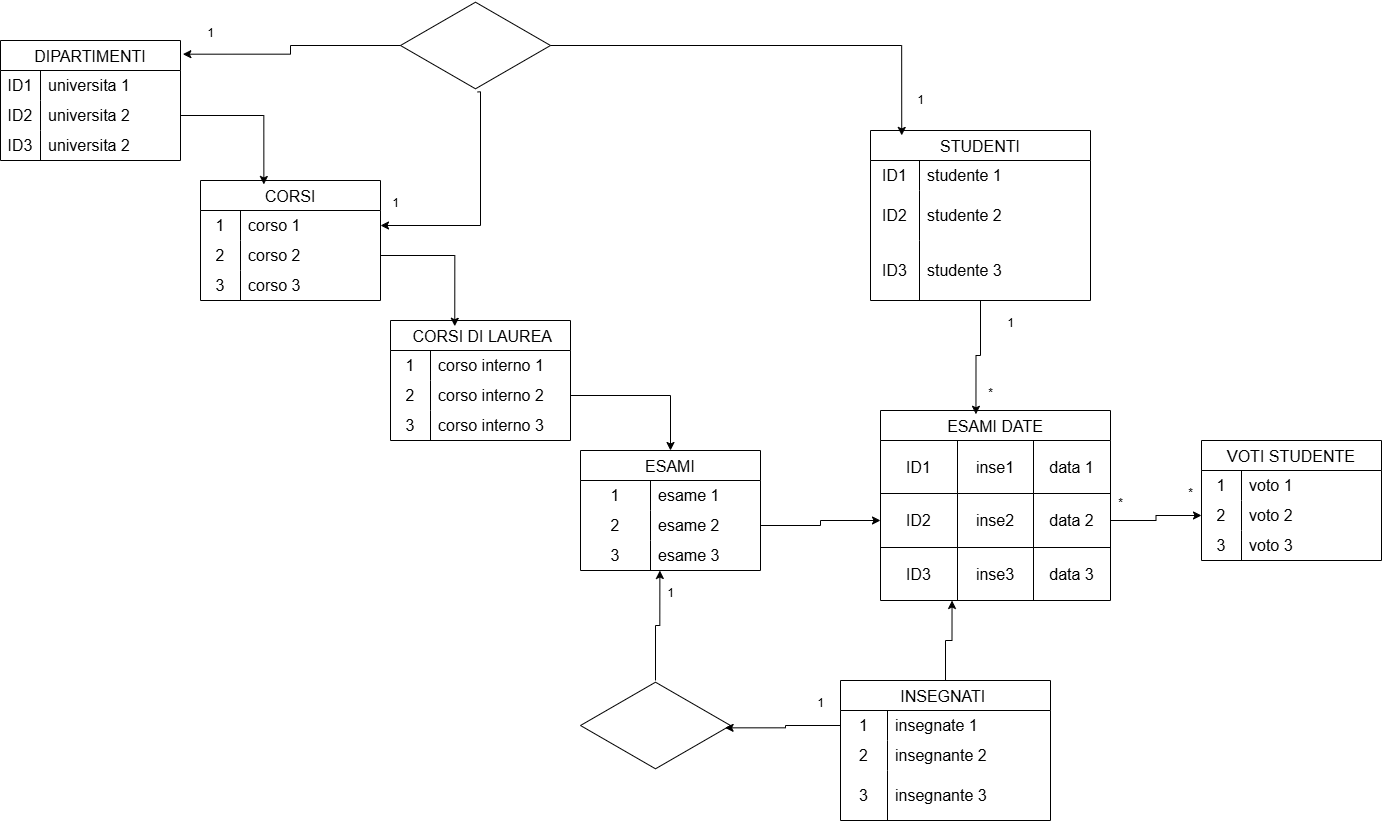 1
DIPARTIMENTI
ID1 universita 1
ID2 universita 2
ID3 universita 2
1
CORSI
1 corso 1
2 corso 2
3 corso 3
1
STUDENTI
ID1 studente 1
ID2 studente 2
ID3 studente 3
CORSI DI LAUREA
1 corso interno 1
2 corso interno 2
3 corso interno 3
1
*
ESAMI
1 esame 1
2 esame 2
3 esame 3
1
ESAMI DATE
ID1 inse1 data 1
ID2 inse2 data 2
ID3 inse3 data 3
*
*
VOTI STUDENTE
1 voto 1
2 voto 2
3 voto 3
1
INSEGNATI
1 insegnate 1
2 insegnante 2
3 insegnante 3